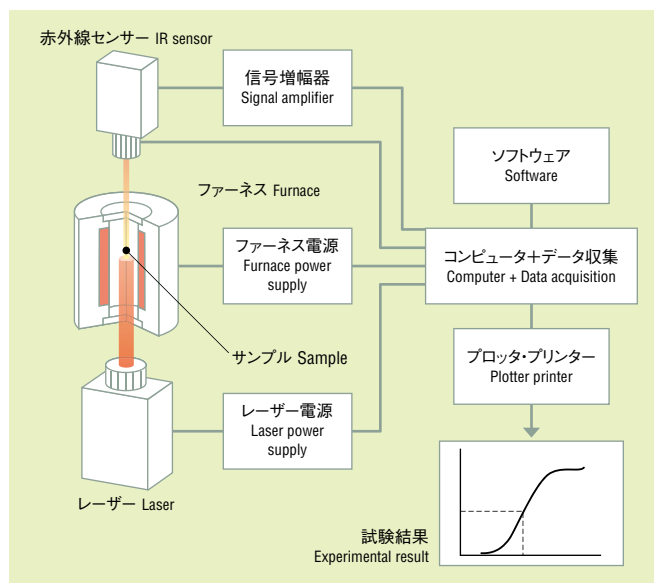 赤外線センサー IR sensor
信号増幅器
Signal amplifier
ソフトウェア
Software
ファーネス Furnace
ファーネス電源
Furnace power
supply
コンピュータ+データ収集
Computer + Data acquisition
サンプル Sample
プロッタ・プリンター
Plotter printer
レーザー電源
Laser power
supply
レーザー Laser
試験結果
Experimental result